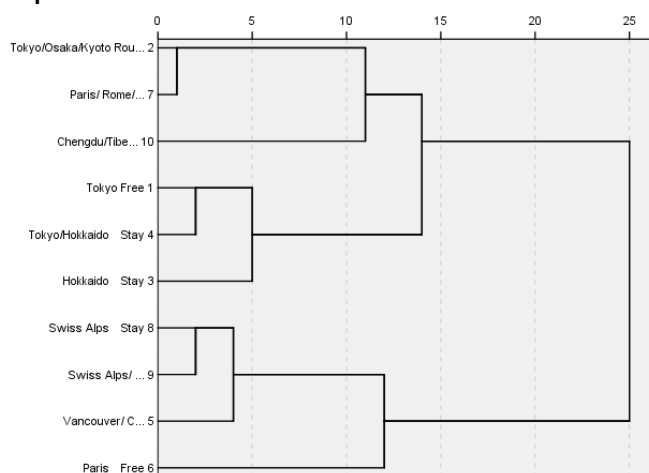 0 5 10 15 20 25
Tokyo/Osaka/Kyoto Rou... 2
Paris/ Rome/... 7
Chengdu/Tibe... 10
Tokyo Free 1
Tokyo/Hokkaido Stay 4
Hokkaido Stay 3
Swiss Alps Stay 8
Swiss Alps/ ... 9
Vancouver/ C... 5
Paris Free 6